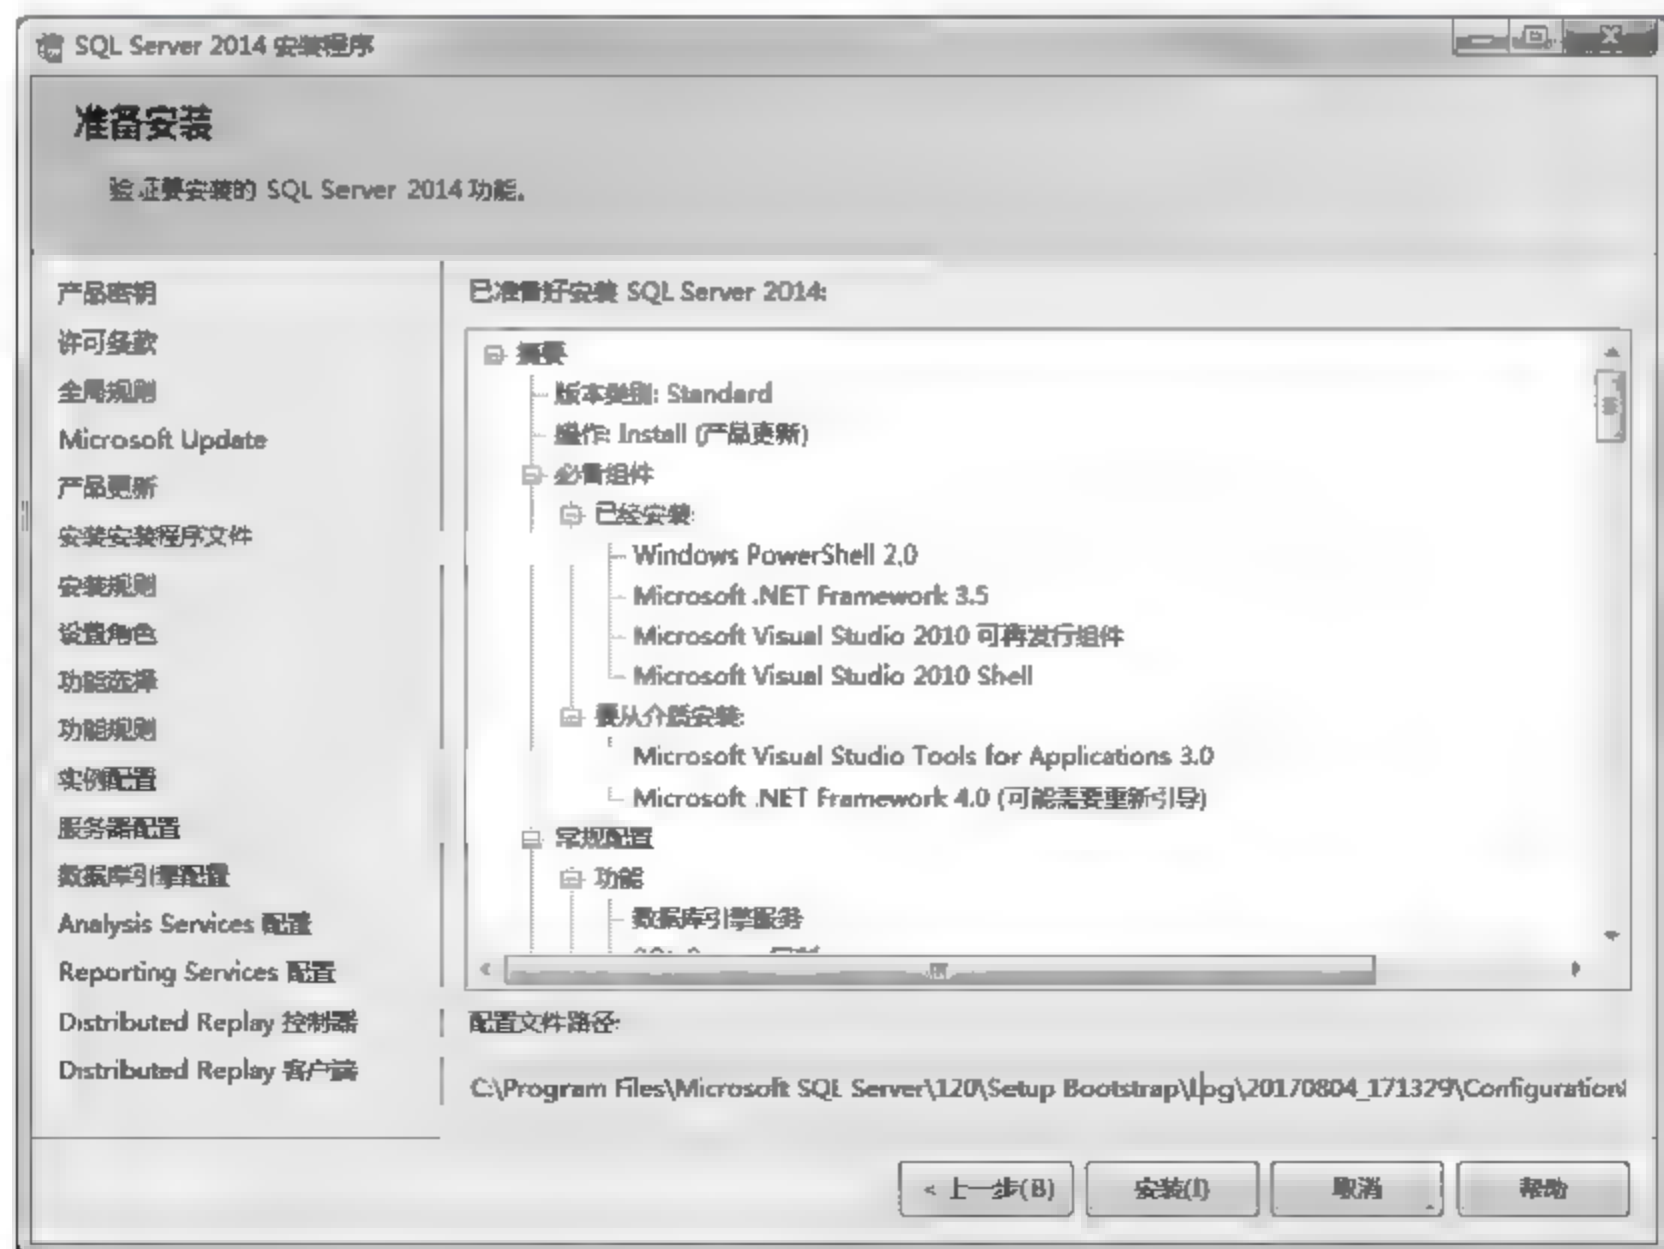 SQL Server 2014 安装程序
准备安装
验证要安装的 SQL Server 2014 功能。
产品密钥
许可条款
全局规则
Microsoft Update
产品更新
安装安装程序文件
安装规则
设置角色
功能选择
功能规则
实例配置
服务器配置
数据库引擎配置
Analysis Services 配置
Reporting Services 配置
Distributed Replay 控制器
Distributed Replay 客户端
已准备好安装 SQL Server 2014:
摘要
版本类别: Standard
操作: Install (产品更新)
必备组件
已经安装:
Windows PowerShell 2.0
Microsoft .NET Framework 3.5
Microsoft Visual Studio 2010 可再发行组件
Microsoft Visual Studio 2010 Shell
要从介质安装:
Microsoft Visual Studio Tools for Applications 3.0
Microsoft .NET Framework 4.0 (可能需要重新引导)
常规配置
功能
数据库引擎服务
配置文件路径:
C:\Program Files\Microsoft SQL Server\120\Setup Bootstrap\Log\20170804_171329\Configuration
< 上一步(B)
安装(I)
取消
帮助